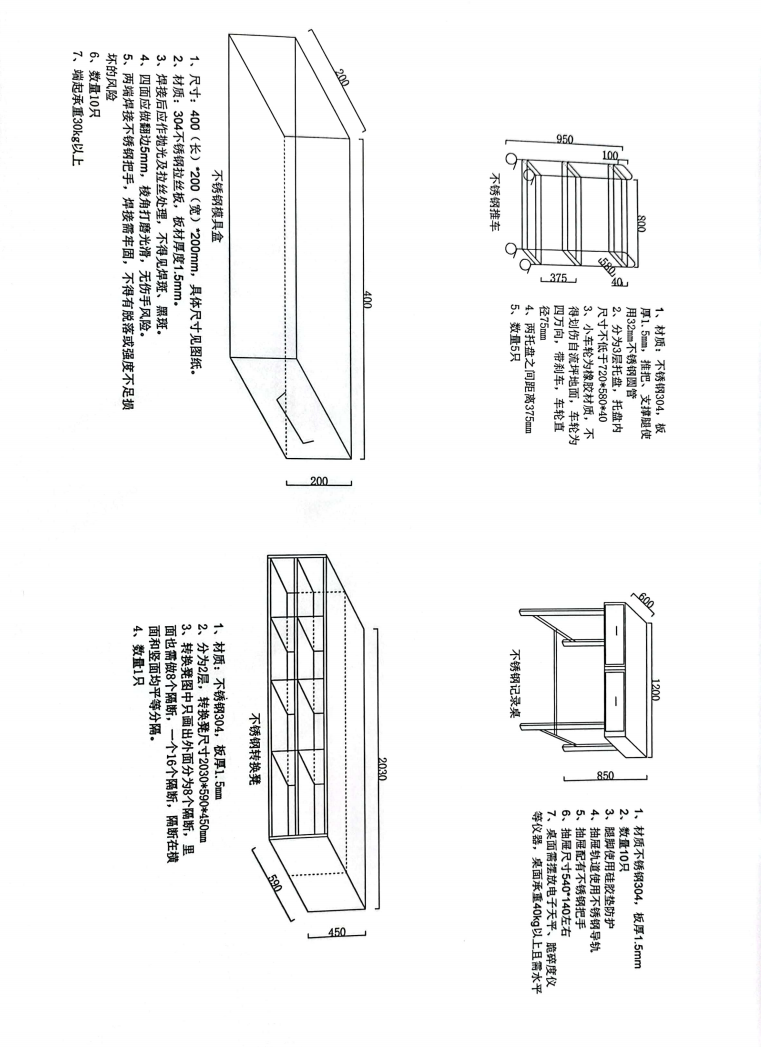 950
100
800
580
40
375
不锈钢推车
1、材质：不锈钢304，板
厚1.5mm，推把、支撑腿使
用32mm不锈钢圆管
2、分为3层托盘，托盘内
尺寸不低于720*580*40
3、小车轮为橡胶材质，不
得划伤自流坪地面，车轮为
四万向，带刹车，车轮直
径75mm
4、两托盘之间距离375mm
5、数量5只
600
1200
850
不锈钢记录桌
1、材质不锈钢304，板厚1.5mm
2、数量10只
3、腿脚使用硅胶垫防护
4、抽屉轨道使用不锈钢导轨
5、抽屉配有不锈钢把手
6、抽屉尺寸540*140左右
7、桌面需摆放电子天平、脆碎度仪
等仪器，桌面承重40kg以上且需水平
200
400
200
不锈钢模具盒
1、尺寸：400（长）*200（宽）*200mm，具体尺寸见图纸。
2、材质：304不锈钢拉丝板，板材厚度1.5mm。
3、焊接后应作抛光及拉丝处理，不得见焊斑、黑斑。
4、四面应做翻边5mm，棱角打磨光滑，无伤手风险。
5、两端焊接不锈钢把手，焊接需牢固，不得有脱落或强度不足损
坏的风险
6、数量10只
7、端起承重30kg以上
2030
590
450
不锈钢转换凳
1、材质：不锈钢304，板厚1.5mm
2、分为2层，转换凳尺寸2030*590*450mm
3、转换凳图中只画出外面分为8个隔断，里
面也需做8个隔断，一个16个隔断，隔断在横
面和竖面均平等分隔。
4、数量1只